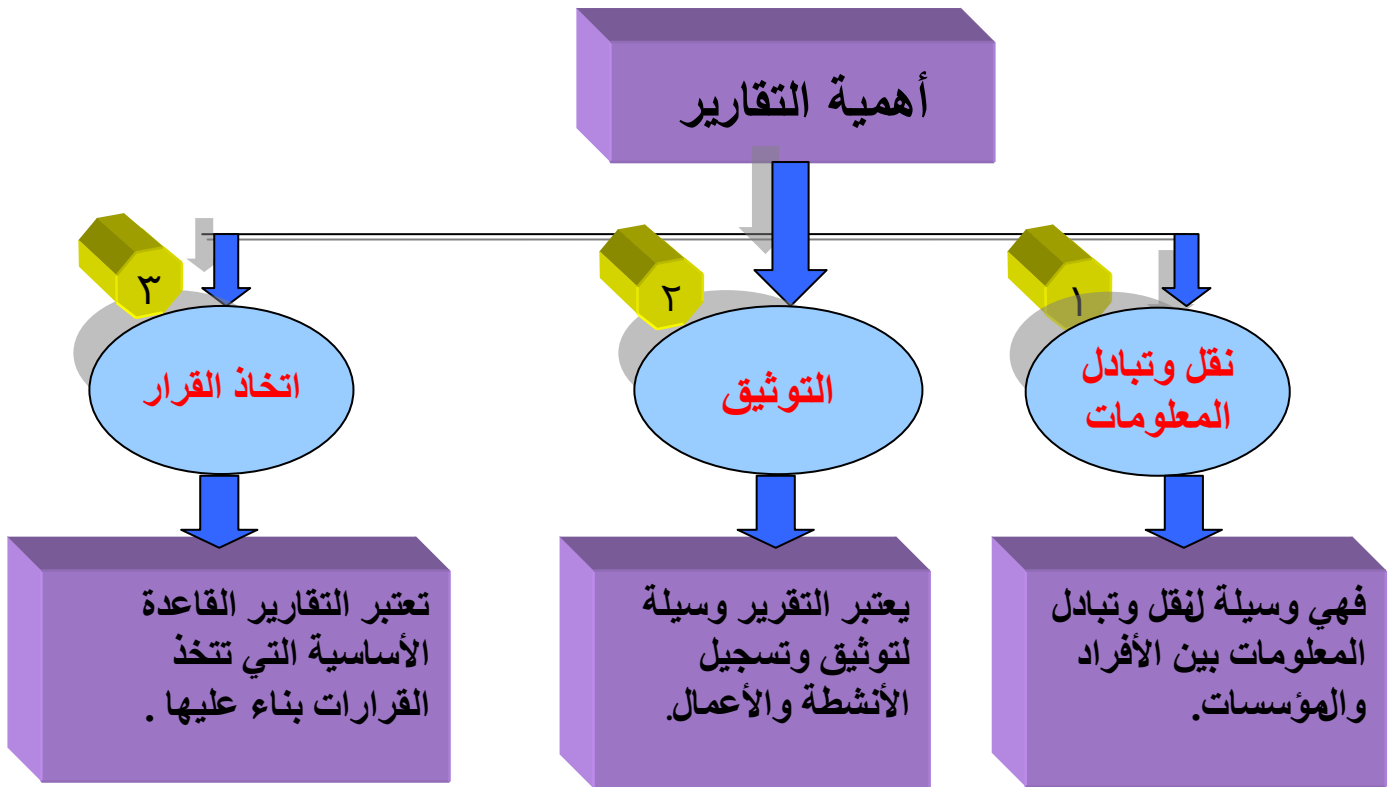 أهمية التقارير
١
نقل وتبادل
المعلومات
فهي وسيلة لنقل وتبادل
المعلومات بين الأفراد
والمؤسسات.
٢
التوثيق
يعتبر التقرير وسيلة
لتوثيق وتسجيل
الأنشطة والأعمال.
٣
اتخاذ القرار
تعتبر التقارير القاعدة
الأساسية التي تتخذ
القرارات بناء عليها .